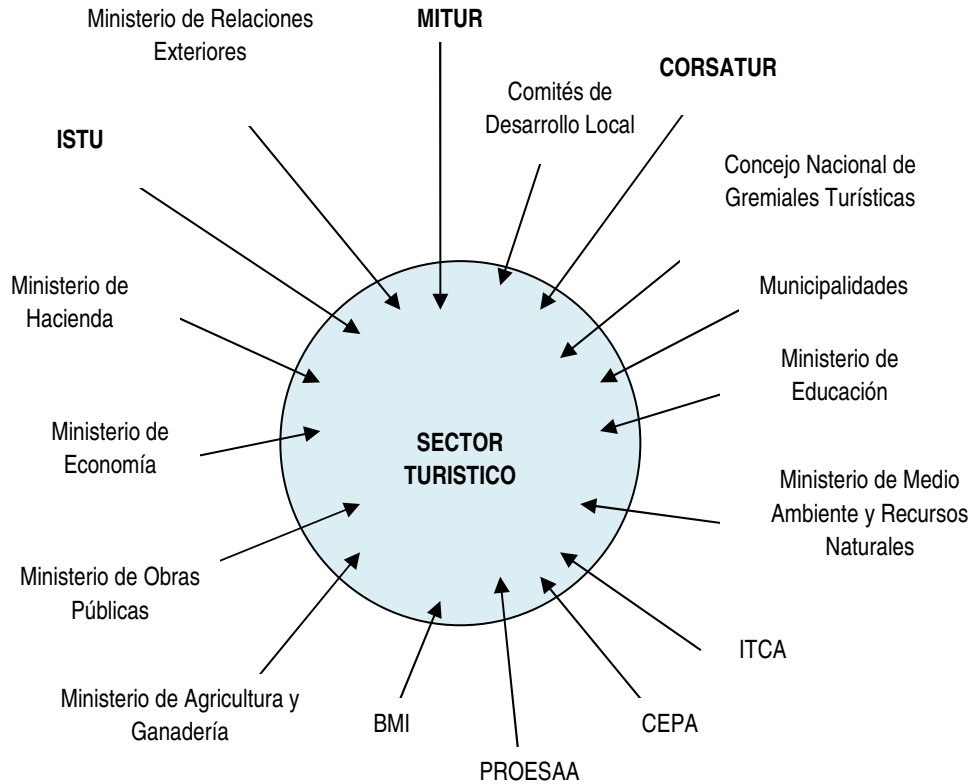 Ministerio de Relaciones
Exteriores
MITUR
CORSATUR
Comités de
Desarrollo Local
ISTU
Concejo Nacional de
Gremiales Turísticas
Ministerio de
Hacienda
Municipalidades
Ministerio de
Educación
Ministerio de
Economía
SECTOR
TURISTICO
Ministerio de Medio
Ambiente y Recursos
Naturales
Ministerio de Obras
Públicas
ITCA
Ministerio de Agricultura y
Ganadería
BMI
CEPA
PROESAA